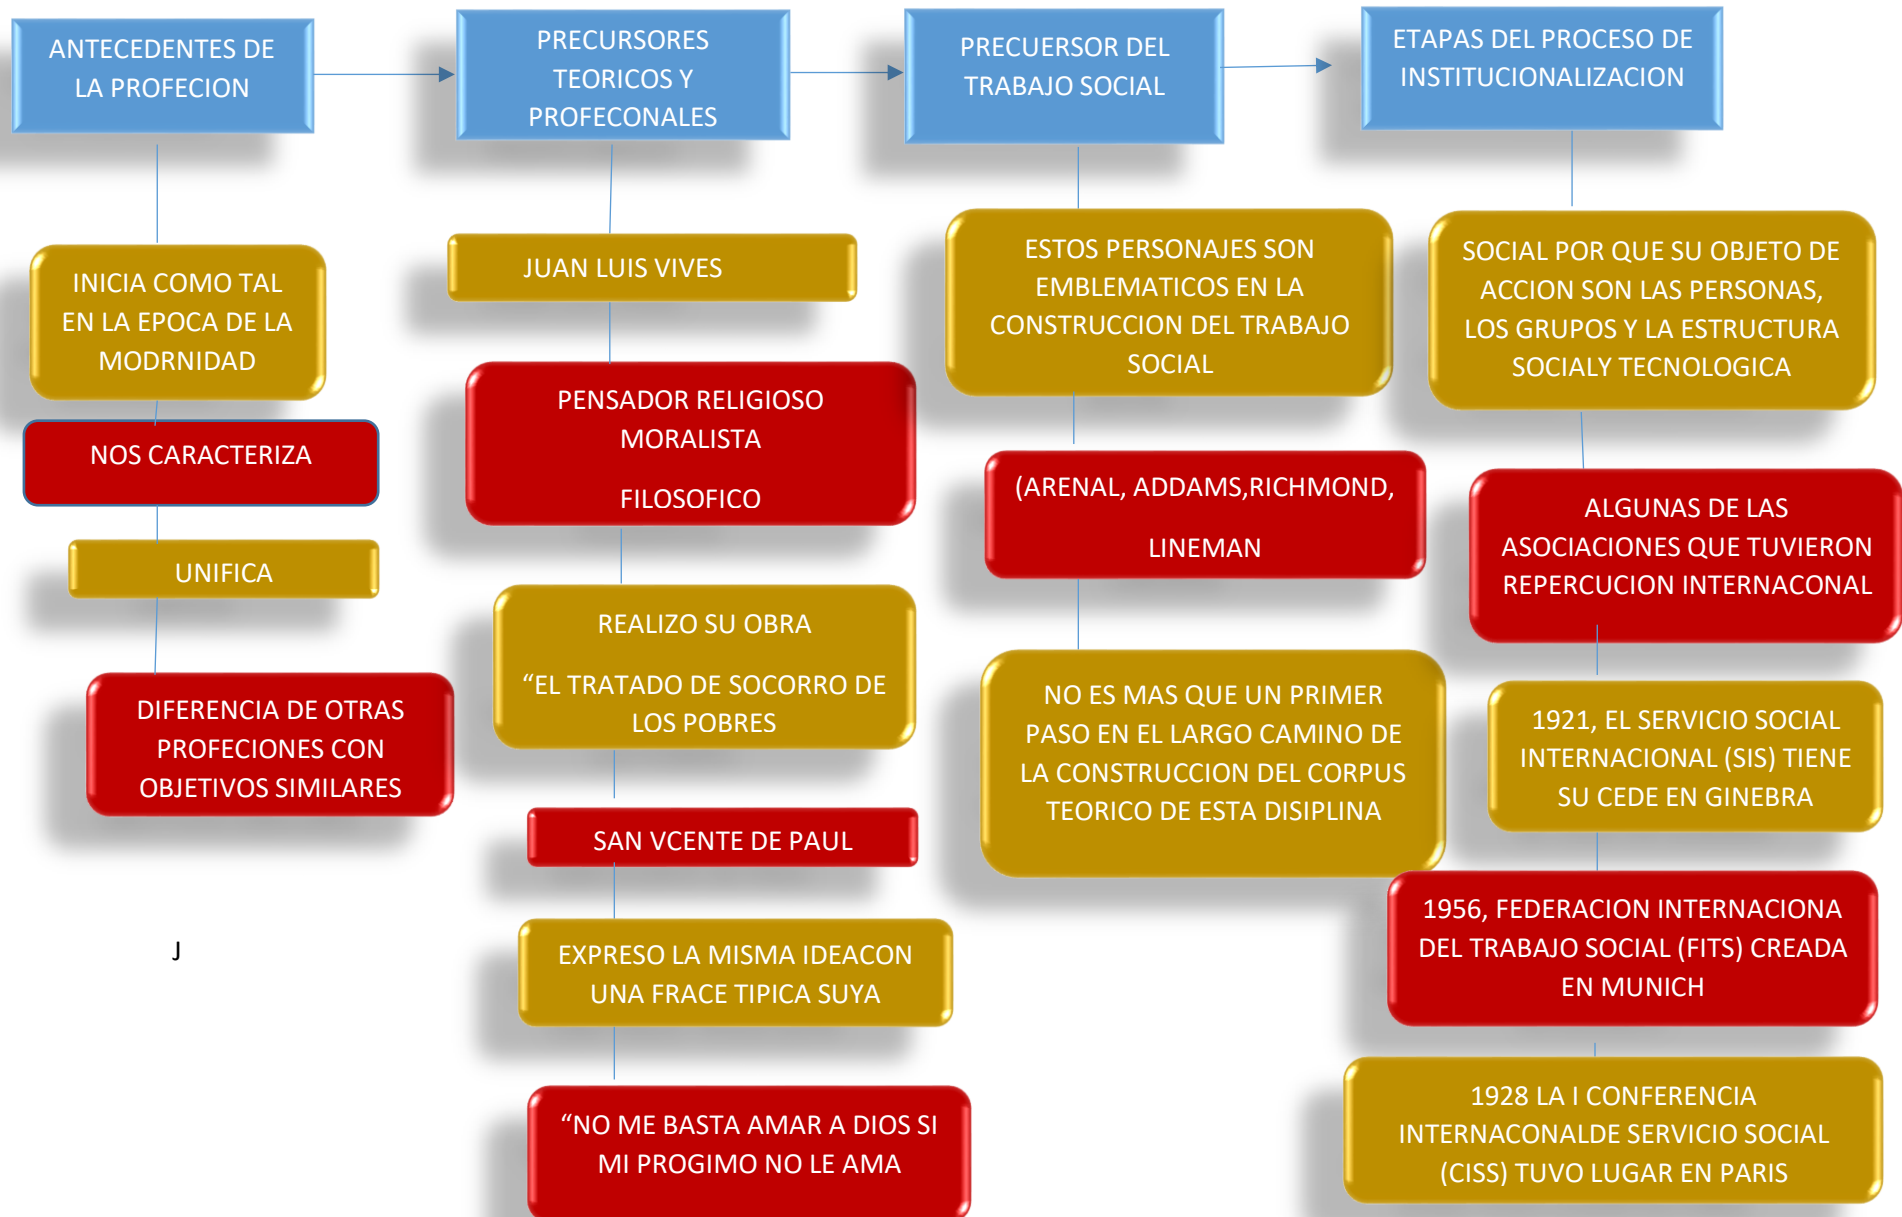 ANTECEDENTES DE
LA PROFECION
PRECURSORES
TEORICOS Y
PROFECONALES
PRECUERSOR DEL
TRABAJO SOCIAL
ETAPAS DEL PROCESO DE
INSTITUCIONALIZACION
INICIA COMO TAL
EN LA EPOCA DE LA
MODRNIDAD
NOS CARACTERIZA
UNIFICA
DIFERENCIA DE OTRAS
PROFECIONES CON
OBJETIVOS SIMILARES
J
JUAN LUIS VIVES
PENSADOR RELIGIOSO
MORALISTA
FILOSOFICO
REALIZO SU OBRA
“EL TRATADO DE SOCORRO DE
LOS POBRES
SAN VCENTE DE PAUL
EXPRESO LA MISMA IDEACON
UNA FRACE TIPICA SUYA
“NO ME BASTA AMAR A DIOS SI
MI PROGIMO NO LE AMA
ESTOS PERSONAJES SON
EMBLEMATICOS EN LA
CONSTRUCCION DEL TRABAJO
SOCIAL
(ARENAL, ADDAMS,RICHMOND,
LINEMAN
NO ES MAS QUE UN PRIMER
PASO EN EL LARGO CAMINO DE
LA CONSTRUCCION DEL CORPUS
TEORICO DE ESTA DISIPLINA
SOCIAL POR QUE SU OBJETO DE
ACCION SON LAS PERSONAS,
LOS GRUPOS Y LA ESTRUCTURA
SOCIALY TECNOLOGICA
ALGUNAS DE LAS
ASOCIACIONES QUE TUVIERON
REPERCUCION INTERNACONAL
1921, EL SERVICIO SOCIAL
INTERNACIONAL (SIS) TIENE
SU CEDE EN GINEBRA
1956, FEDERACION INTERNACIONA
DEL TRABAJO SOCIAL (FITS) CREADA
EN MUNICH
1928 LA I CONFERENCIA
INTERNACONALDE SERVICIO SOCIAL
(CISS) TUVO LUGAR EN PARIS